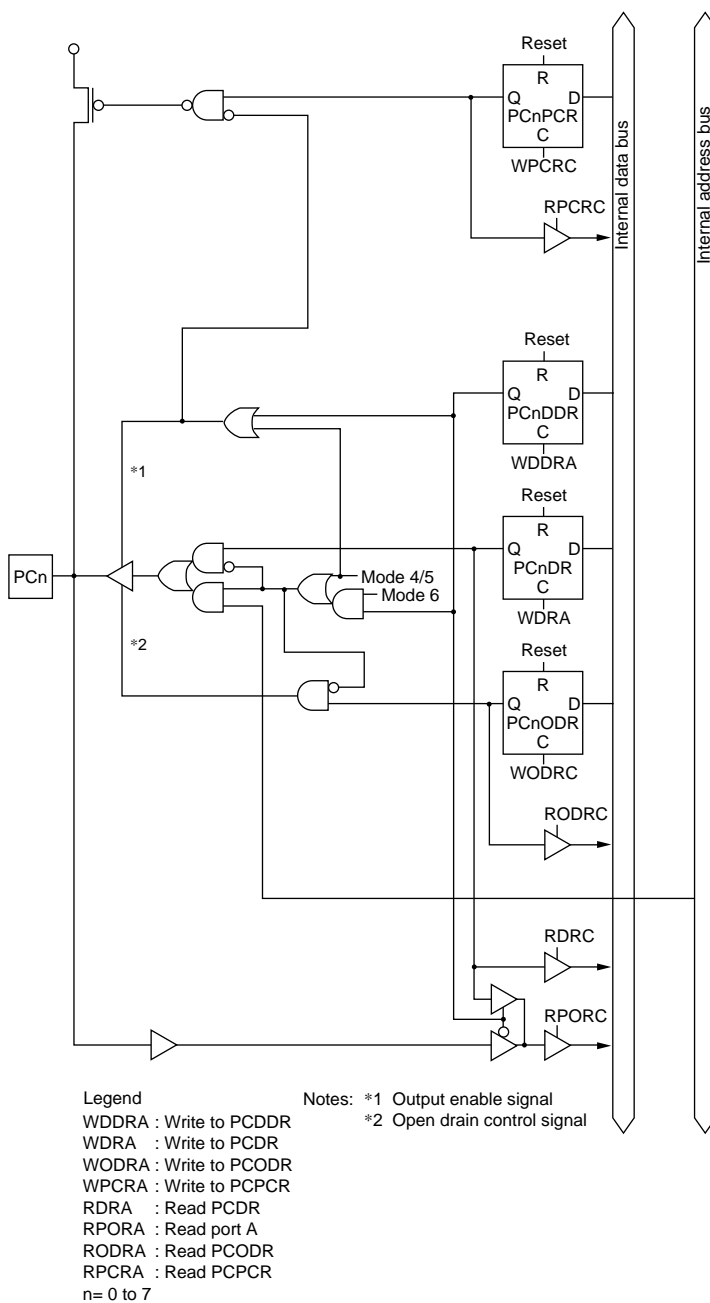 Reset
R
Q D
PCnPCR
C
WPCRC
RPCRC
Internal data bus
Internal address bus
Reset
R
Q D
PCnDDR
C
WDDRA
*1
Reset
R
Q D
PCnDR
C
WDRA
PCn
Mode 4/5
Mode 6
*2
Reset
R
Q D
PCnODR
C
WODRC
RODRC
RDRC
RPORC
Legend
WDDRA : Write to PCDDR
WDRA : Write to PCDR
WODRA : Write to PCODR
WPCRA : Write to PCPCR
RDRA : Read PCDR
RPORA : Read port A
RODRA : Read PCODR
RPCRA : Read PCPCR
n= 0 to 7
Notes: *1 Output enable signal
*2 Open drain control signal